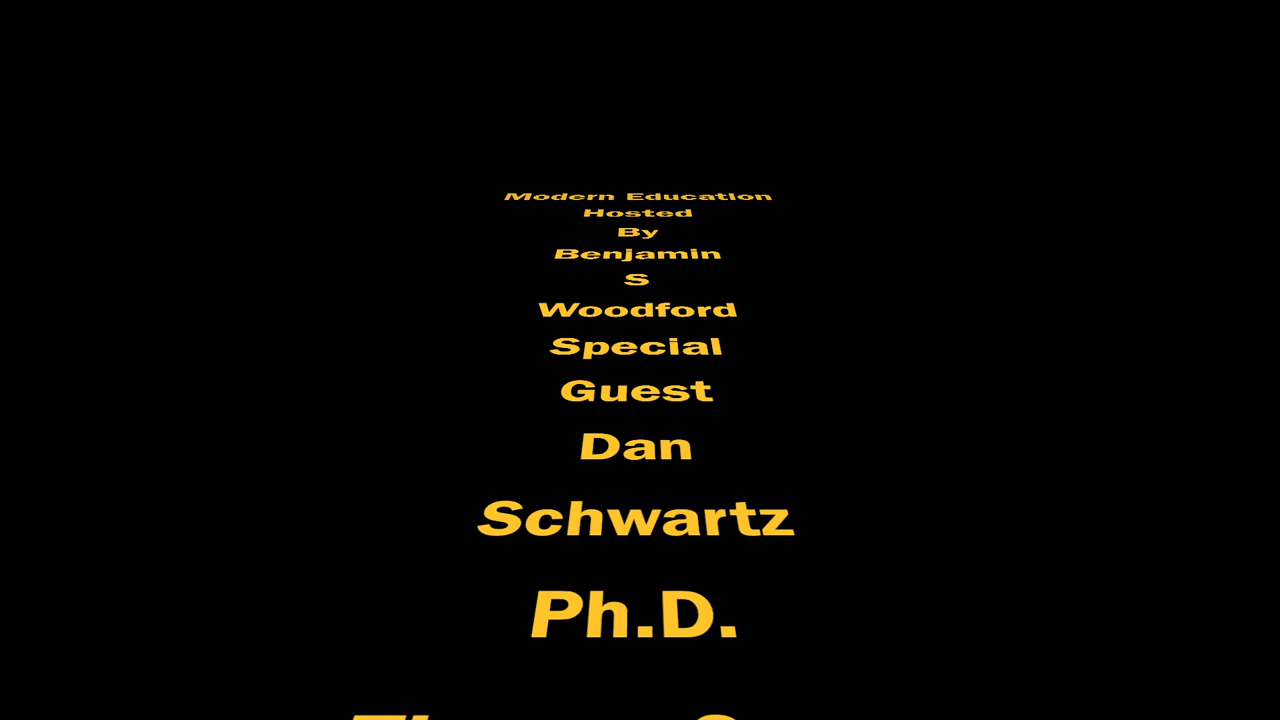 Modern Education
Hosted
By
Benjamin
S
Woodford
Special
Guest
Dan
Schwartz
Ph.D.